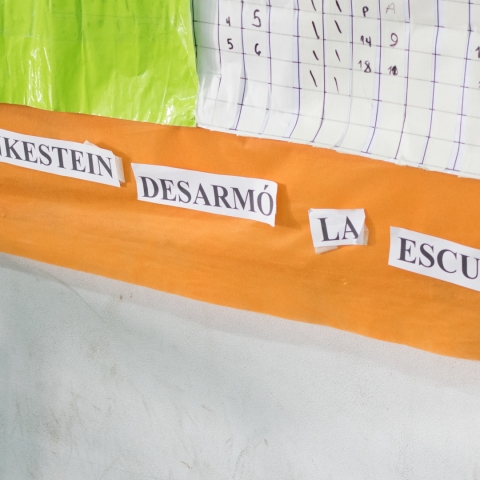 4 5 \ \ P A
5 6 \ \ 14 9
\ \ 18
KESTEIN DESARMÓ LA ESCU